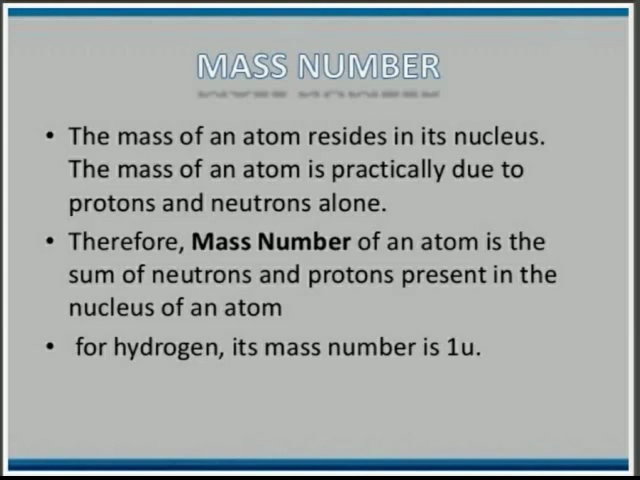 MASS NUMBER
• The mass of an atom resides in its nucleus.
The mass of an atom is practically due to
protons and neutrons alone.
• Therefore, Mass Number of an atom is the
sum of neutrons and protons present in the
nucleus of an atom
• for hydrogen, its mass number is 1u.